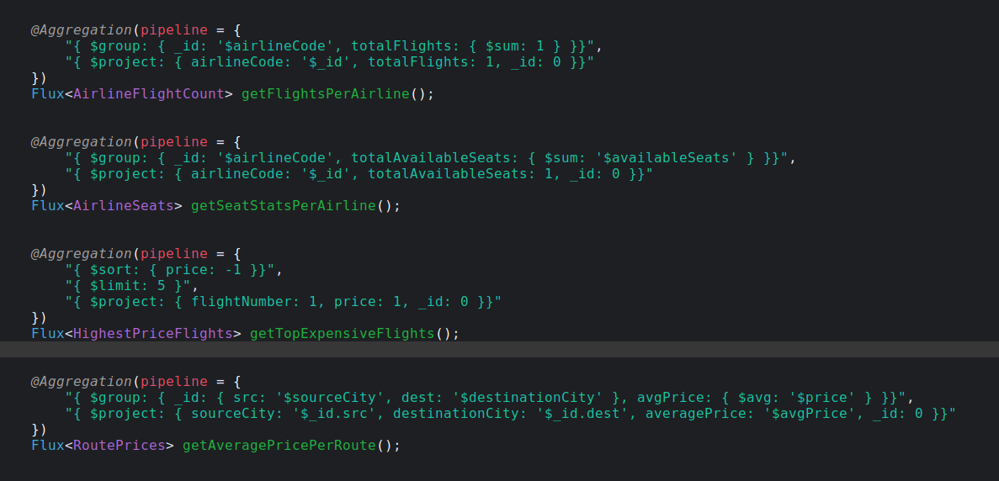 @Aggregation(pipeline = {
    "{ $group: { _id: '$airlineCode', totalFlights: { $sum: 1 } }}",
    "{ $project: { airlineCode: '$_id', totalFlights: 1, _id: 0 }}"
})
Flux<AirlineFlightCount> getFlightsPerAirline();
@Aggregation(pipeline = {
    "{ $group: { _id: '$airlineCode', totalAvailableSeats: { $sum: '$availableSeats' } }}",
    "{ $project: { airlineCode: '$_id', totalAvailableSeats: 1, _id: 0 }}"
})
Flux<AirlineSeats> getSeatStatsPerAirline();
@Aggregation(pipeline = {
    "{ $sort: { price: -1 }}",
    "{ $limit: 5 }",
    "{ $project: { flightNumber: 1, price: 1, _id: 0 }}"
})
Flux<HighestPriceFlights> getTopExpensiveFlights();
@Aggregation(pipeline = {
    "{ $group: { _id: { src: '$sourceCity', dest: '$destinationCity' }, avgPrice: { $avg: '$price' } }}",
    "{ $project: { sourceCity: '$_id.src', destinationCity: '$_id.dest', averagePrice: '$avgPrice', _id: 0 }}"
})
Flux<RoutePrices> getAveragePricePerRoute();